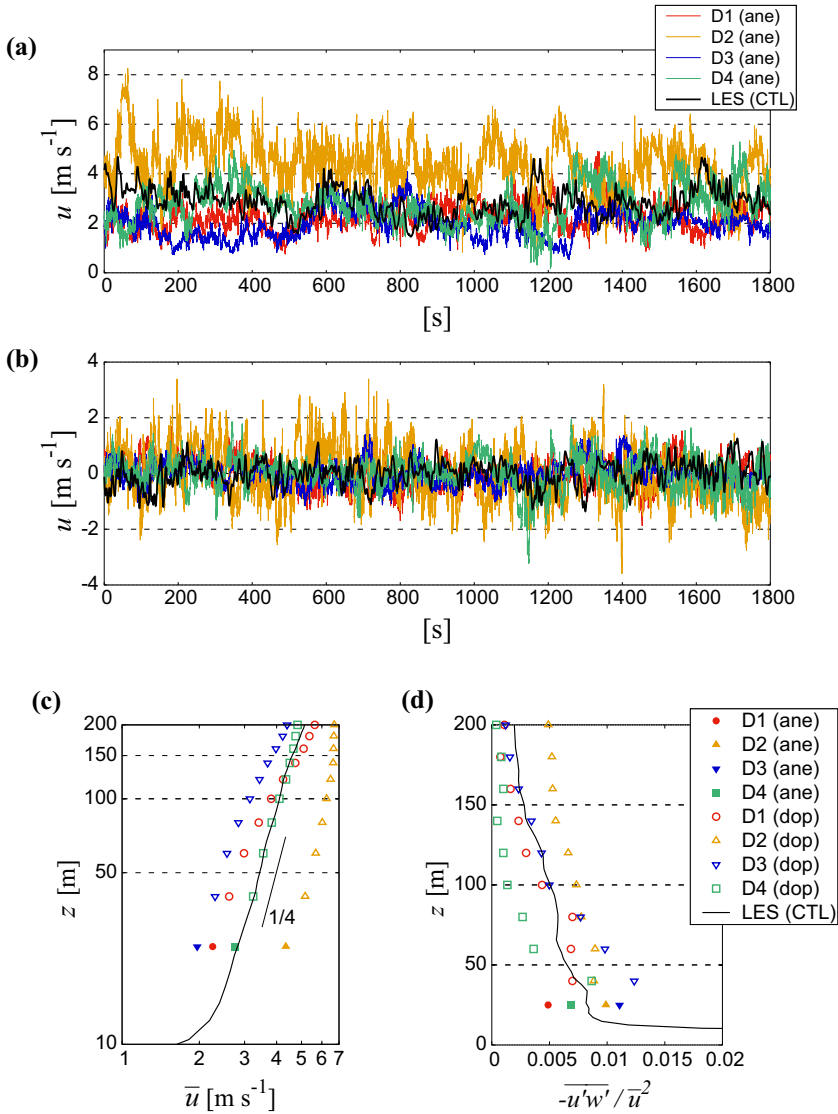 (a)
D1 (ane)
D2 (ane)
D3 (ane)
D4 (ane)
LES (CTL)
u [m s⁻¹]
8
6
4
2
0
0 200 400 600 800 1000 1200 1400 1600 1800
[s]
(b)
u [m s⁻¹]
4
2
0
-2
-4
0 200 400 600 800 1000 1200 1400 1600 1800
[s]
(c)
z [m]
200
150
100
50
10
1/4
1 2 3 4 5 6 7
u̅ [m s⁻¹]
(d)
z [m]
200
150
100
50
0
0 0.005 0.01 0.015 0.02
-u'w' / u̅²
D1 (ane)
D2 (ane)
D3 (ane)
D4 (ane)
D1 (dop)
D2 (dop)
D3 (dop)
D4 (dop)
LES (CTL)